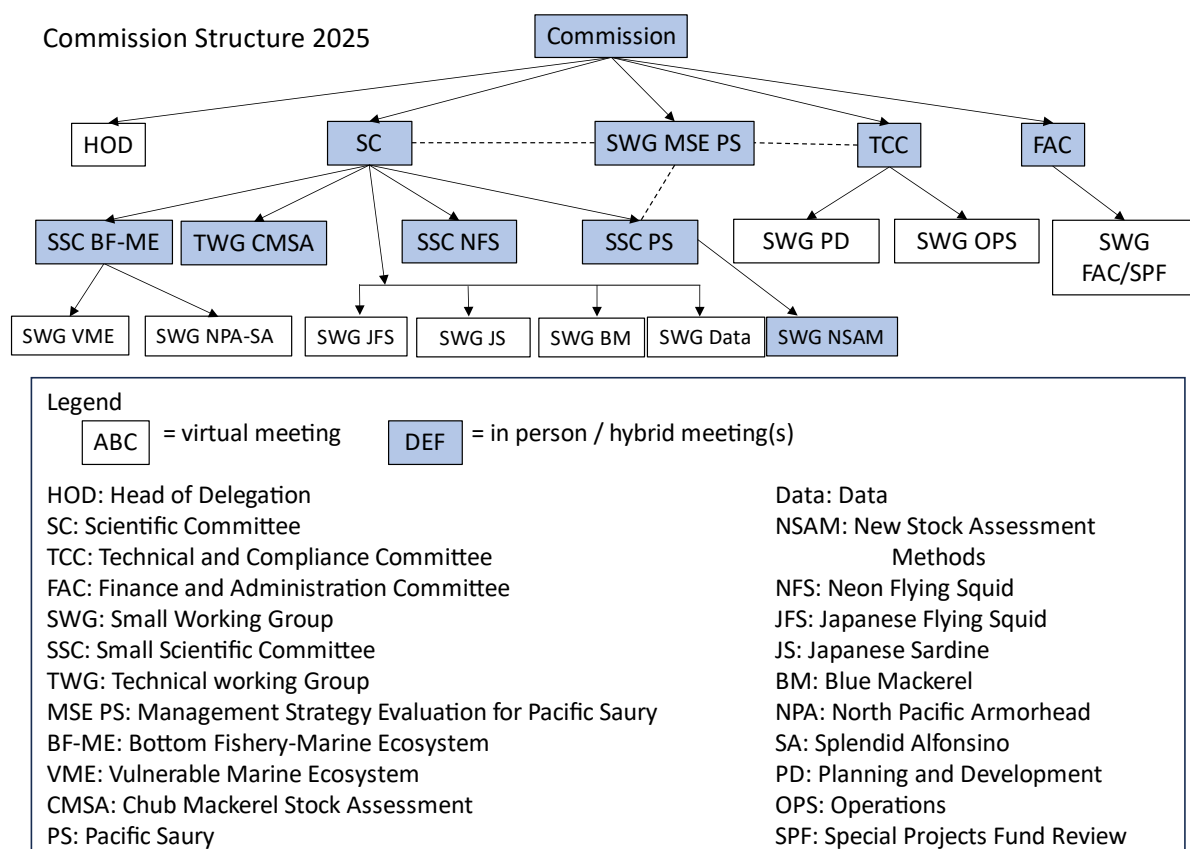 Commission Structure 2025
Commission
HOD
SC
SWG MSE PS
TCC
FAC
SSC BF-ME
TWG CMSA
SSC NFS
SSC PS
SWG PD
SWG OPS
SWG
FAC/SPF
SWG VME
SWG NPA-SA
SWG JFS
SWG JS
SWG BM
SWG Data
SWG NSAM
Legend
ABC = virtual meeting
DEF = in person / hybrid meeting(s)
HOD: Head of Delegation
SC: Scientific Committee
TCC: Technical and Compliance Committee
FAC: Finance and Administration Committee
SWG: Small Working Group
SSC: Small Scientific Committee
TWG: Technical working Group
MSE PS: Management Strategy Evaluation for Pacific Saury
BF-ME: Bottom Fishery-Marine Ecosystem
VME: Vulnerable Marine Ecosystem
CMSA: Chub Mackerel Stock Assessment
PS: Pacific Saury
Data: Data
NSAM: New Stock Assessment
Methods
NFS: Neon Flying Squid
JFS: Japanese Flying Squid
JS: Japanese Sardine
BM: Blue Mackerel
NPA: North Pacific Armorhead
SA: Splendid Alfonsino
PD: Planning and Development
OPS: Operations
SPF: Special Projects Fund Review